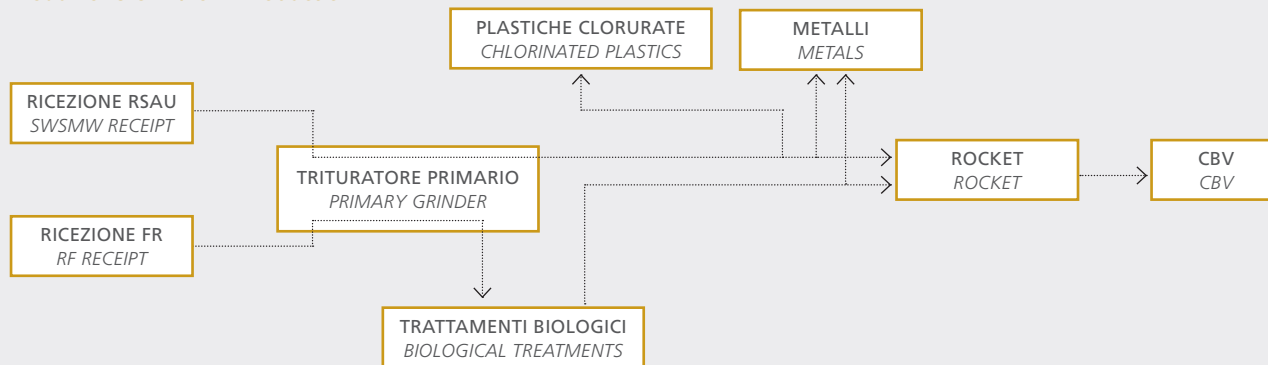 PLASTICHE CLORURATE
CHLORINATED PLASTICS
METALLI
METALS
RICEZIONE RSAU
SWSMW RECEIPT
TRITURATORE PRIMARIO
PRIMARY GRINDER
ROCKET
ROCKET
CBV
CBV
RICEZIONE FR
RF RECEIPT
TRATTAMENTI BIOLOGICI
BIOLOGICAL TREATMENTS